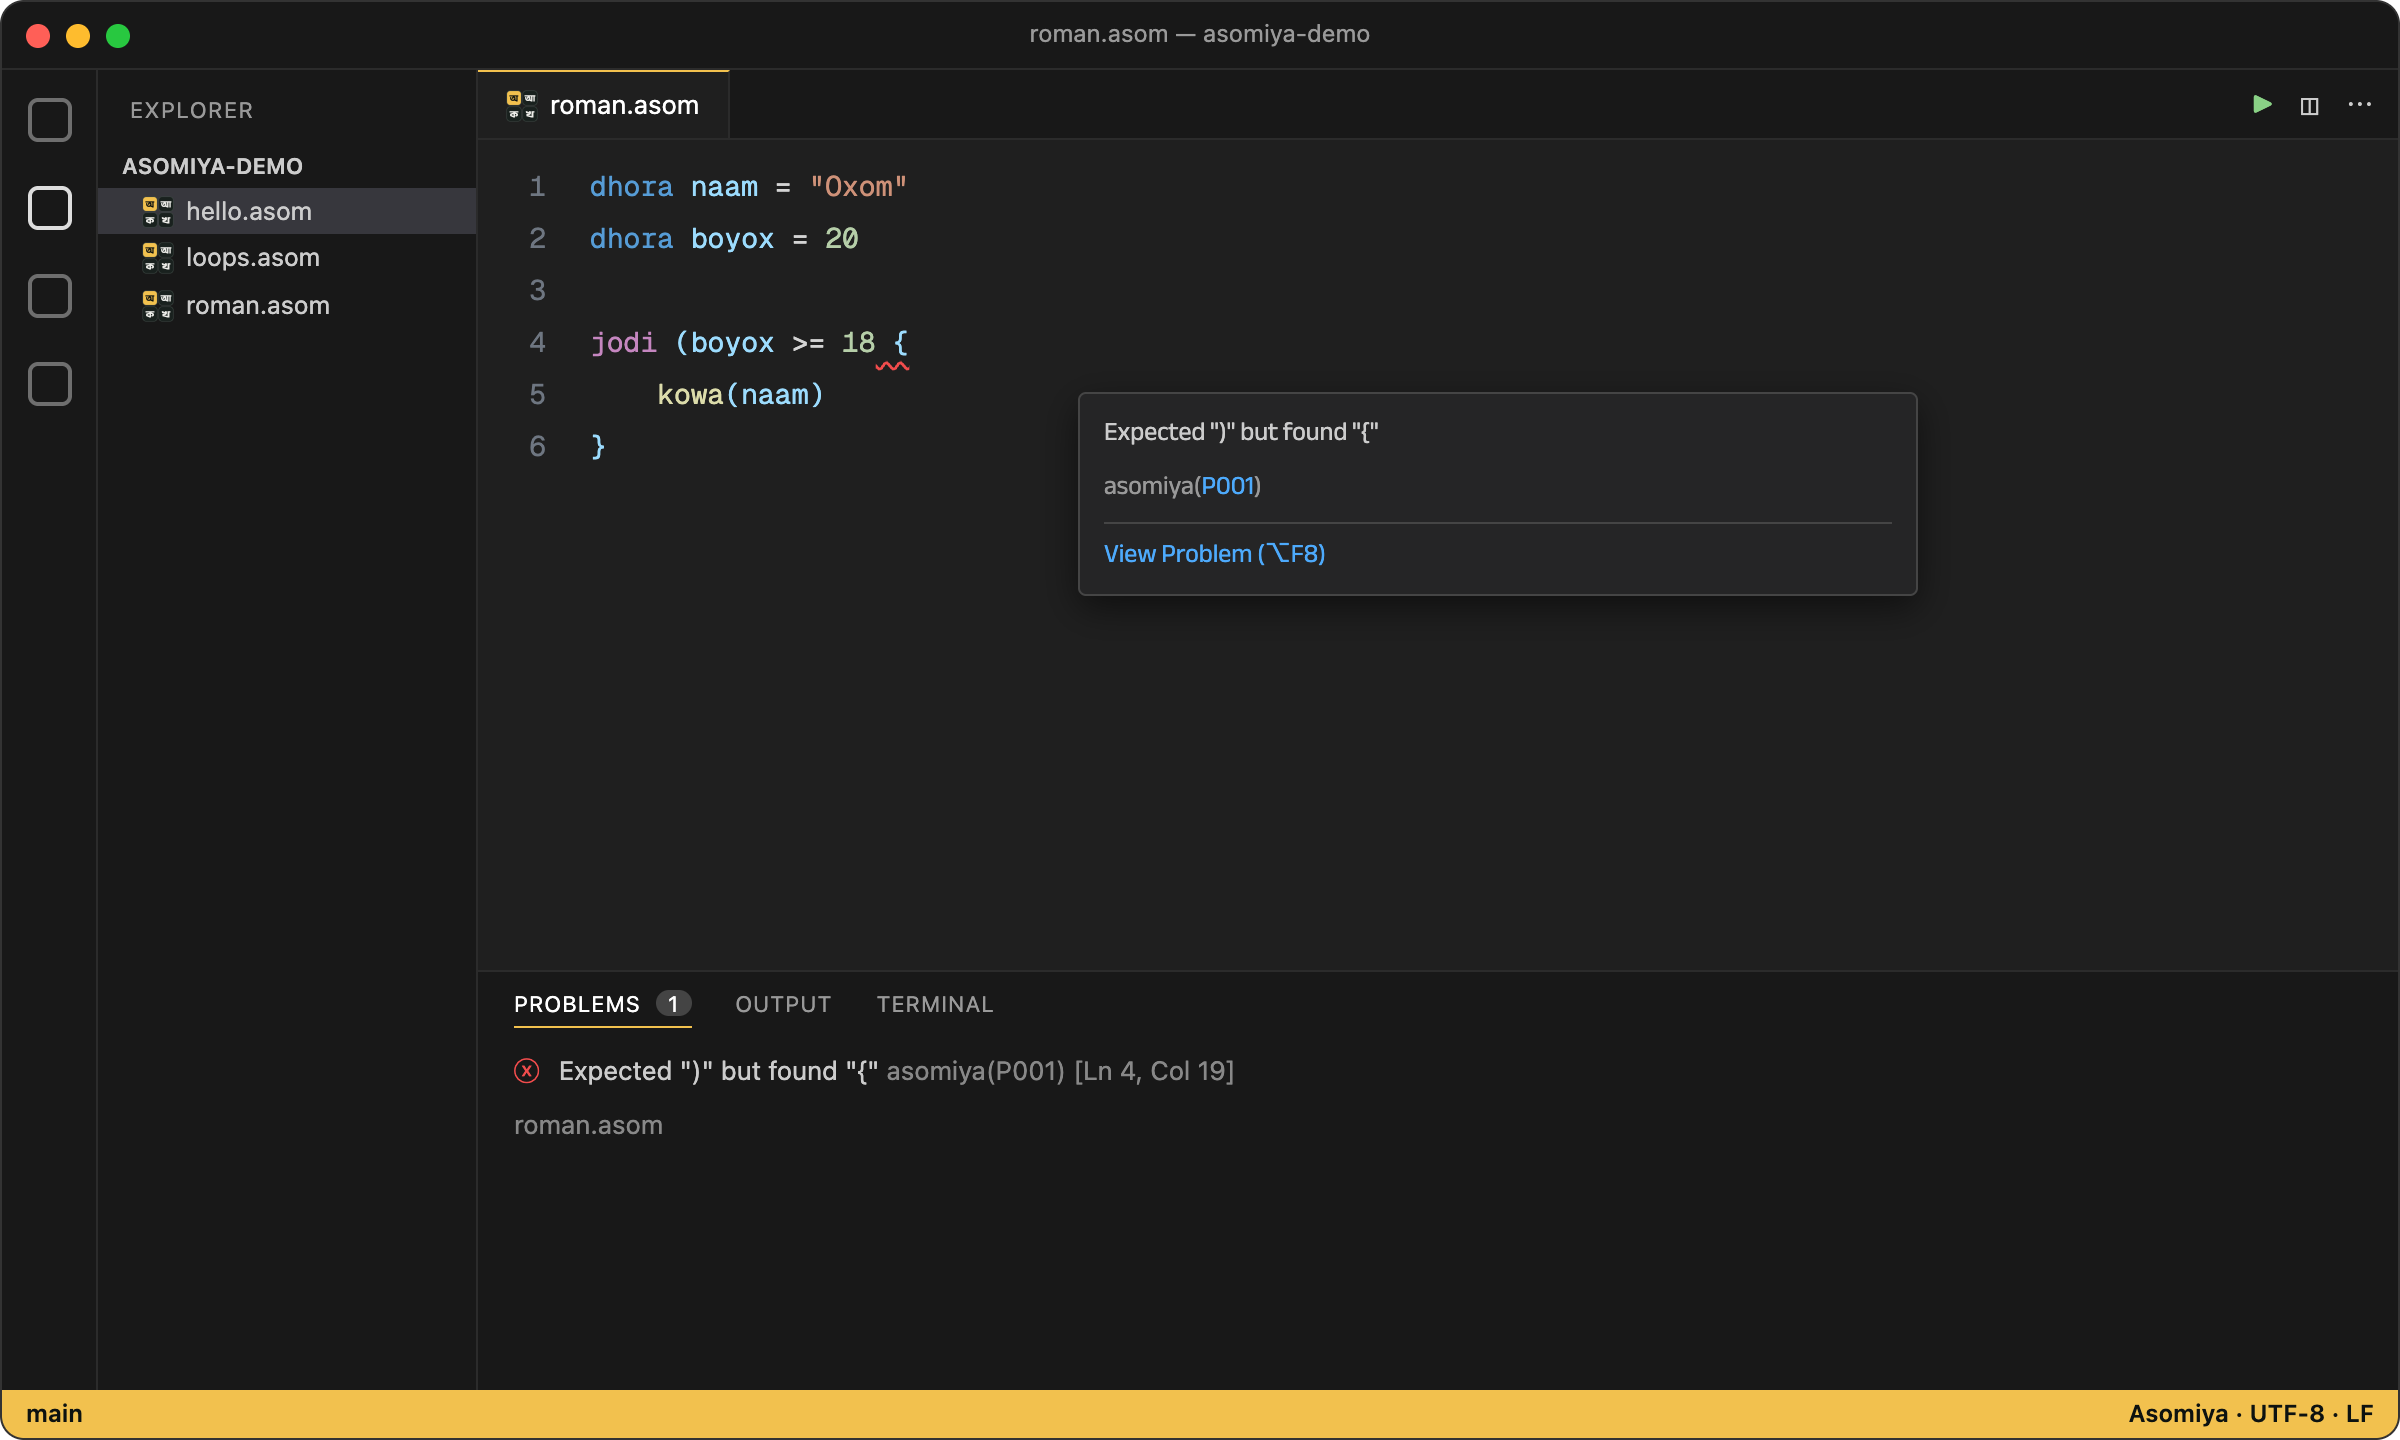 roman.asom — asomiya-demo
EXPLORER
ASOMIYA-DEMO
অ আ ক খ hello.asom
অ আ ক খ loops.asom
অ আ ক খ roman.asom
অ আ ক খ roman.asom
1 dhora naam = "Oxom"
2 dhora boyox = 20
3
4 jodi (boyox >= 18 {
5 kowa(naam)
6 }
Expected ")" but found "{"
asomiya(P001)
View Problem (⌥F8)
PROBLEMS 1 OUTPUT TERMINAL
Expected ")" but found "{" asomiya(P001) [Ln 4, Col 19]
roman.asom
main
Asomiya · UTF-8 · LF